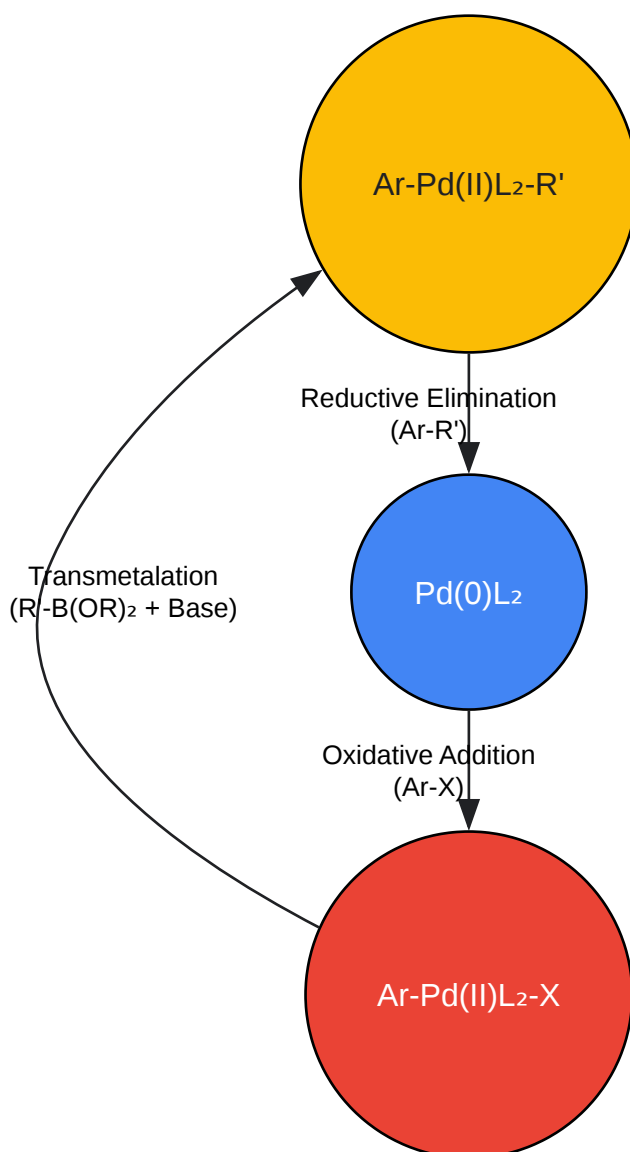 Ar-Pd(II)L₂-R'
Reductive Elimination
(Ar-R')
Transmetalation
(R'-B(OR)₂ + Base)
Pd(0)L₂
Oxidative Addition
(Ar-X)
Ar-Pd(II)L₂-X